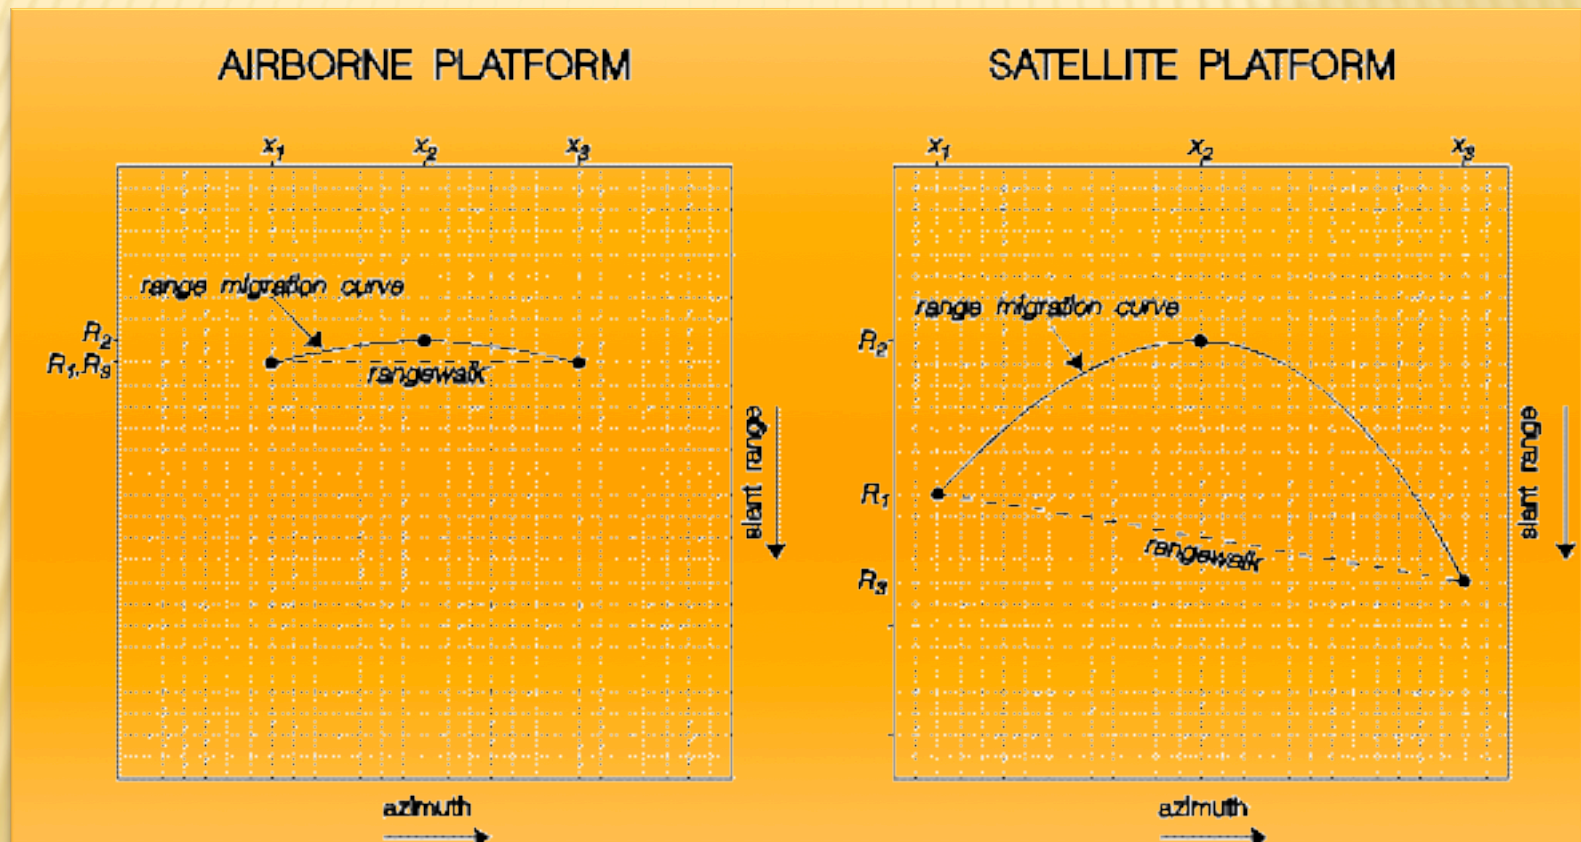 AIRBORNE PLATFORM
x₁ x₂ x₃
range migration curve
R₂
R₁,R₃
rangewalk
slant range
azimuth
SATELLITE PLATFORM
x₁ x₂ x₃
range migration curve
R₂
R₁
rangewalk
R₃
slant range
azimuth